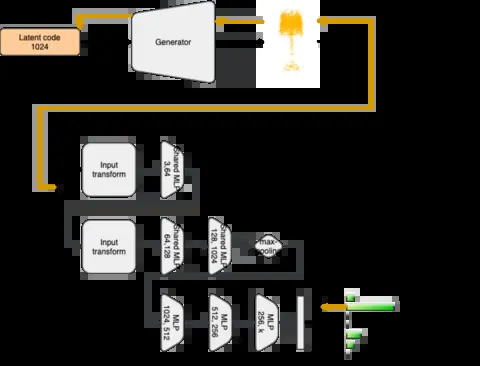 Latent code
1024
Generator
Input
transform
Shared MLP
3,64
Input
transform
Shared MLP
64,128
Shared MLP
128, 1024
max-
pooling
MLP
1024, 512
MLP
512, 256
MLP
256, k